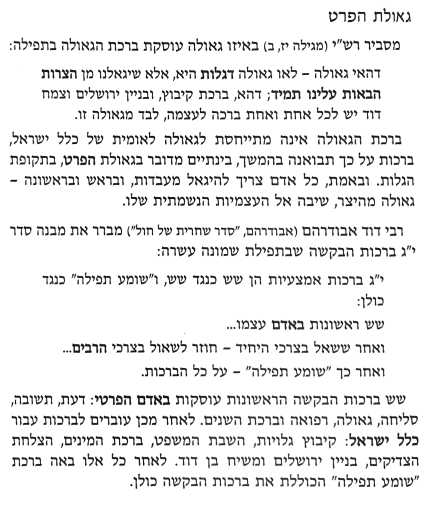 גאולת הפרט
מסביר רש"י (מגילה יז, ב) באיזו גאולה עוסקת ברכת הגאולה בתפילה:
דהאי גאולה – לאו גאולה דגלות היא, אלא שיגאלנו מן הצרות
הבאות עלינו תמיד; דהא, ברכת קיבוץ, ובניין ירושלים וצמח
דוד יש לכל אחת ואחת ברכה לעצמה, לבד מגאולה זו.
ברכת הגאולה אינה מתייחסת לגאולה לאומית של כלל ישראל,
ברכות על כך תבואנה בהמשך, בינתיים מדובר בגאולת הפרט, בתקופת
הגלות. ובאמת, כל אדם צריך להיגאל מעבדות, ובראש ובראשונה –
גאולה מהיצר, שיבה אל העצמיות הנשמתית שלו.
רבי דוד אבודרהם (אבודרהם, "סדר שחרית של חול") מברר את מבנה סדר
י"ג ברכות הבקשה שבתפילת שמונה עשרה:
י"ג ברכות אמצעיות הן שש כנגד שש, ו"שומע תפילה" כנגד
כולן:
שש ראשונות באדם עצמו...
ואחר ששאל בצרכי היחיד – חוזר לשאול בצרכי הרבים...
ואחר כך "שומע תפילה" – על כל הברכות.
שש ברכות הבקשה הראשונות עוסקות באדם הפרטי: דעת, תשובה,
סליחה, גאולה, רפואה וברכת השנים. לאחר מכן עוברים לברכות עבור
כלל ישראל: קיבוץ גלויות, השבת המשפט, ברכת המינים, הצלחת
הצדיקים, בניין ירושלים ומשיח בן דוד. לאחר כל אלו באה ברכת
"שומע תפילה" הכוללת את ברכות הבקשה כולן.